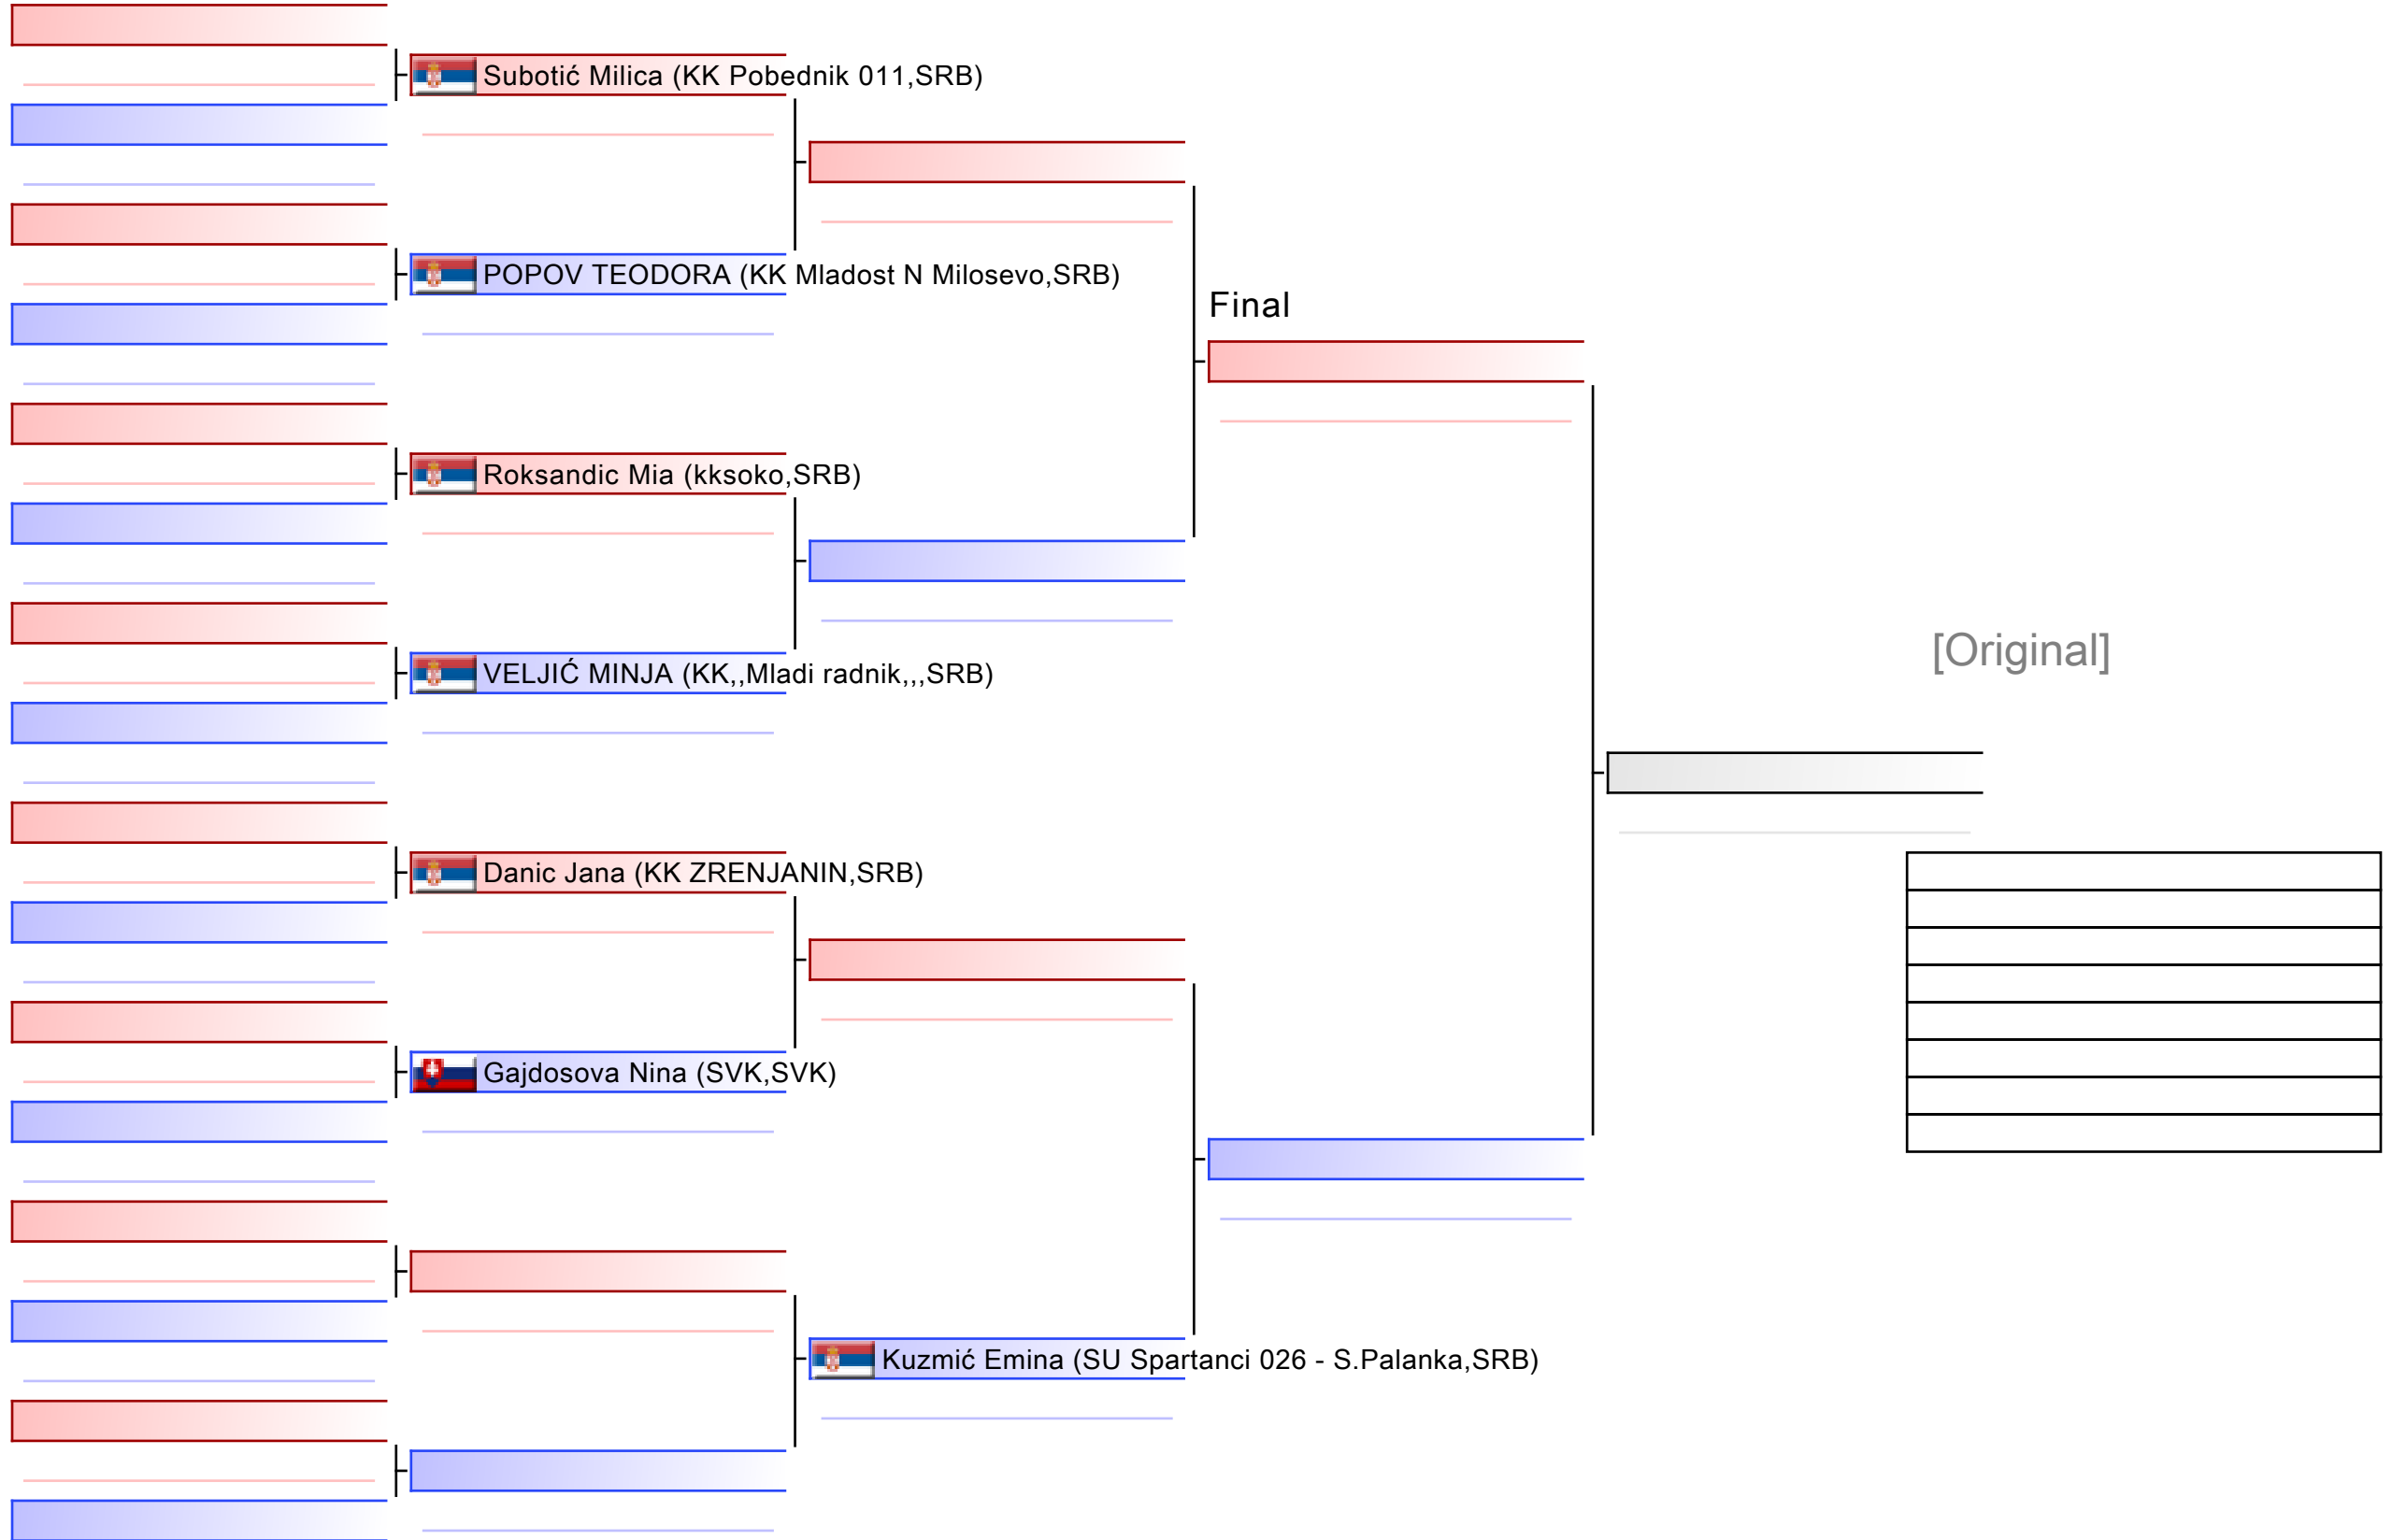 Subotić Milica (KK Pobednik 011,SRB)
POPOV TEODORA (KK Mladost N Milosevo,SRB)
Final
Roksandic Mia (kksoko,SRB)
[Original]
VELJIĆ MINJA (KK,,Mladi radnik,,,SRB)
Danic Jana (KK ZRENJANIN,SRB)
Gajdosova Nina (SVK,SVK)
Kuzmić Emina (SU Spartanci 026 - S.Palanka,SRB)